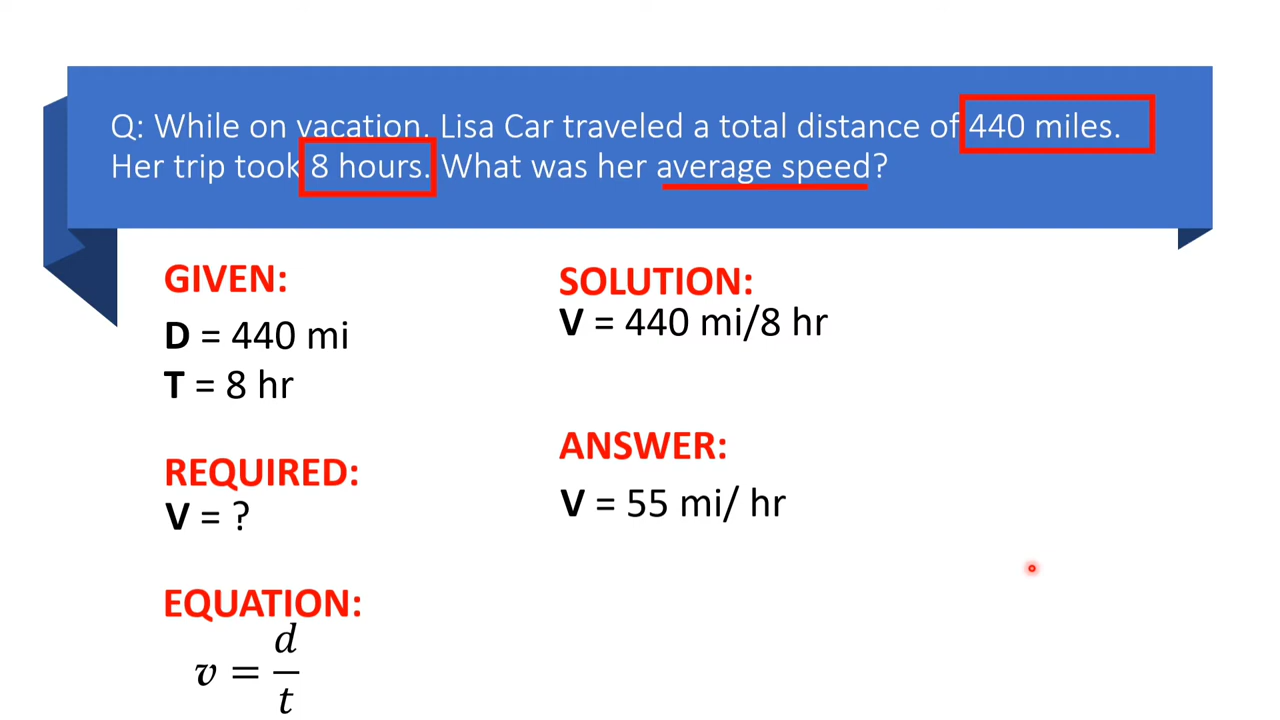 Q: While on vacation, Lisa Car traveled a total distance of 440 miles.
Her trip took 8 hours. What was her average speed?
GIVEN:
D = 440 mi
T = 8 hr
REQUIRED:
V = ?
EQUATION:
v = d/t
SOLUTION:
V = 440 mi/8 hr
ANSWER:
V = 55 mi/ hr